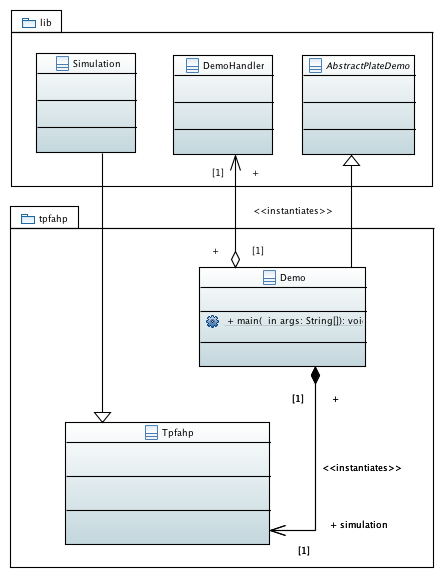 lib
Simulation
DemoHandler
AbstractPlateDemo
[1] +
<<instantiates>>
tpfahp
+ [1]
Demo
+ main( in args: String[]): voi
[1] +
Tpfahp
<<instantiates>>
+ simulation
[1]